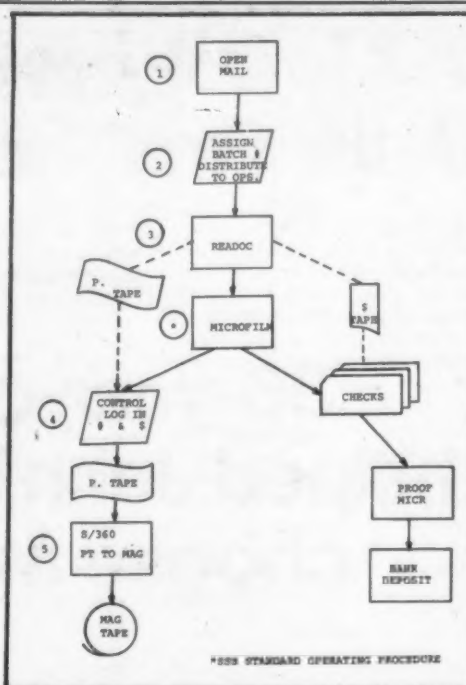 1
OPEN
MAIL
2
ASSIGN
BATCH #
DISTRIBUTE
TO OPS.
3
READOC
P.
TAPE
$
TAPE
*
MICROFILM
4
CONTROL
LOG IN
# & $
CHECKS
P. TAPE
PROOF
MICR
5
S/360
PT TO MAG
BANK
DEPOSIT
MAG
TAPE
*SSB STANDARD OPERATING PROCEDURE